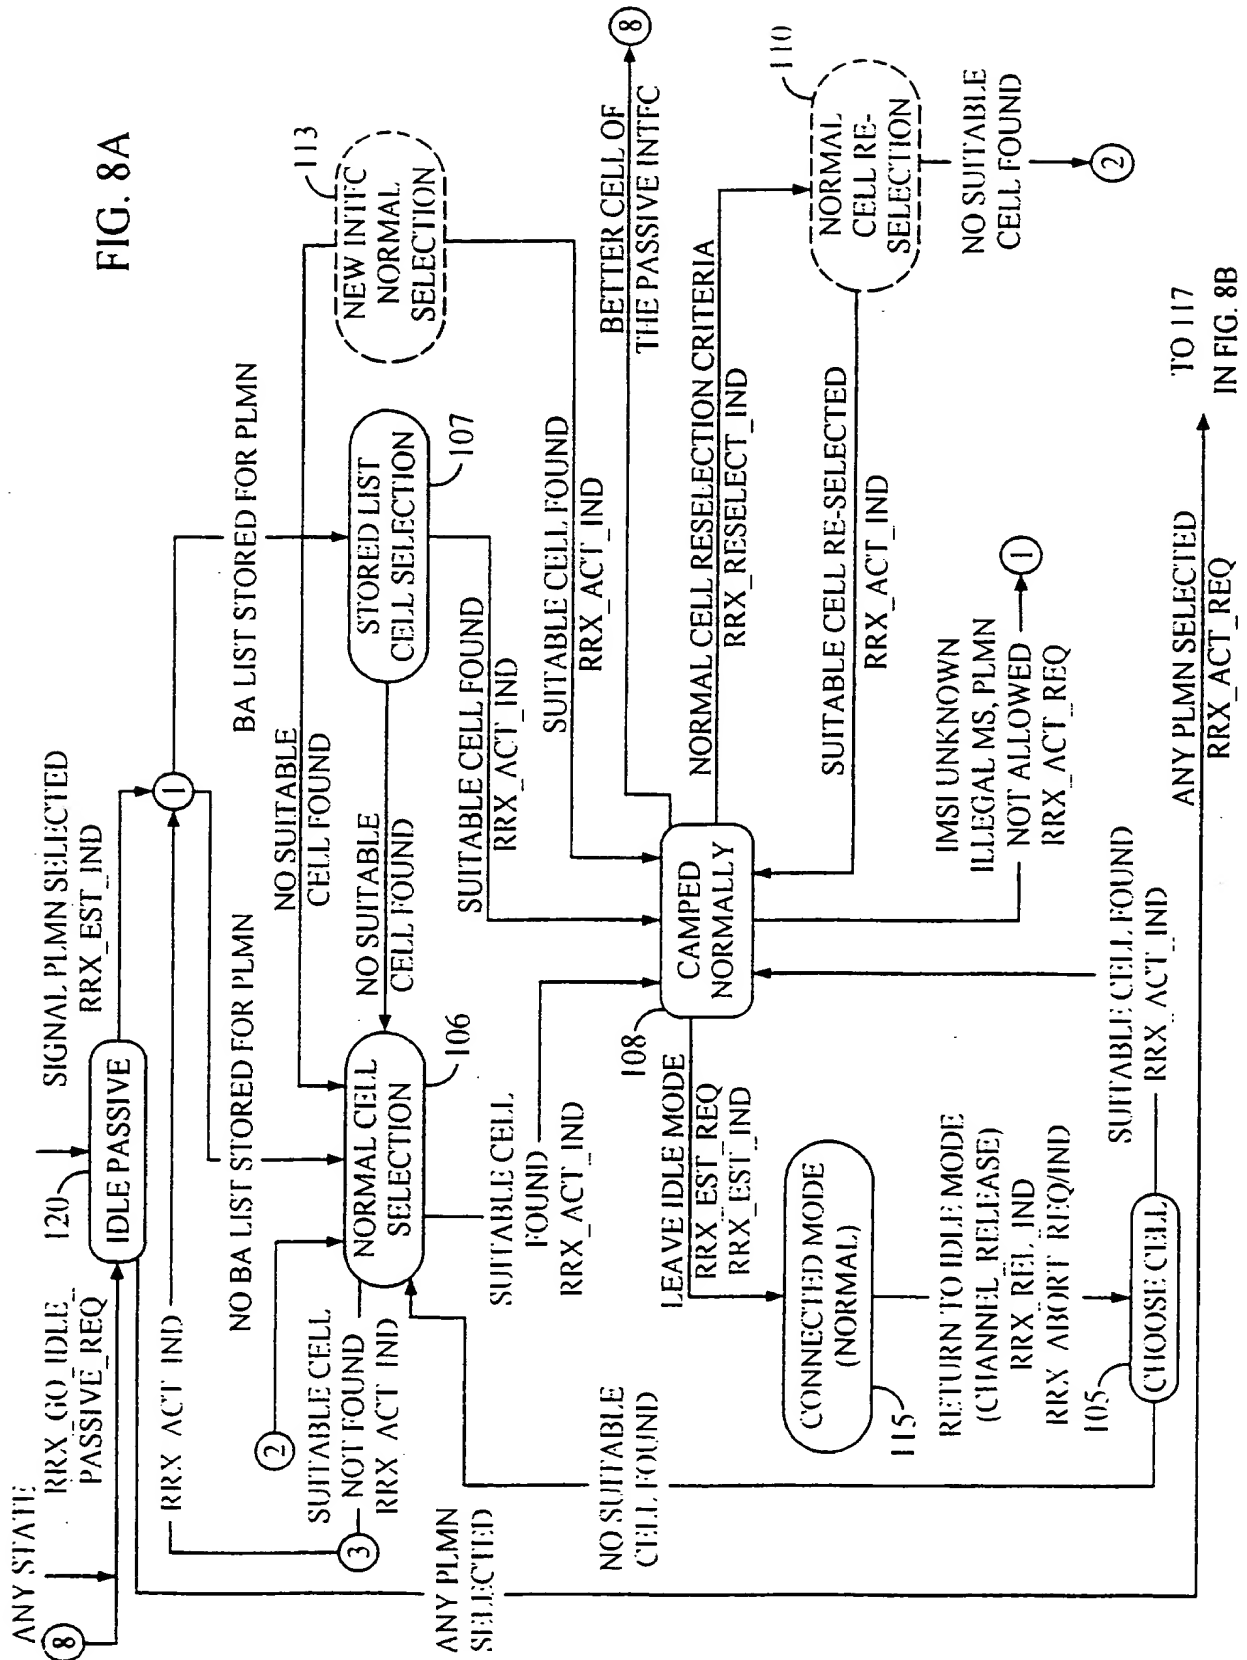 FIG. 8A
ANY STATE
8
RRX_GO_IDLE_
PASSIVE_REQ
120
IDLE PASSIVE
SIGNAL PLMN SELECTED
RRX_EST_IND
1
RRX_ACT_IND
NO BA LIST STORED FOR PLMN
BA LIST STORED FOR PLMN
113
NEW INTFC
NORMAL
SELECTION
2
SUITABLE CELL
NOT FOUND
RRX_ACT_IND
3
NORMAL CELL
SELECTION
106
NO SUITABLE
CELL FOUND
NO SUITABLE
CELL FOUND
STORED LIST
CELL SELECTION
107
ANY PLMN
SELECTED
SUITABLE CELL
FOUND
RRX_ACT_IND
SUITABLE CELL FOUND
RRX_ACT_IND
SUITABLE CELL FOUND
RRX_ACT_IND
BETTER CELL OF
THE PASSIVE INTFC
8
NO SUITABLE
CELL FOUND
LEAVE IDLE MODE
RRX_EST_REQ
RRX_EST_IND
108
CAMPED
NORMALLY
NORMAL CELL RESELECTION CRITERIA
RRX_RESELECT_IND
110
NORMAL
CELL RE-
SELECTION
CONNECTED MODE
(NORMAL)
115
SUITABLE CELL RE-SELECTED
RRX_ACT_IND
NO SUITABLE
CELL FOUND
2
RETURN TO IDLE MODE
(CHANNEL_RELEASE)
RRX_REL_IND
RRX_ABORT_REQ/IND
IMSI UNKNOWN
ILLEGAL MS, PLMN
NOT ALLOWED
RRX_ACT_REQ
1
105
CHOOSE CELL
SUITABLE CELL FOUND
RRX_ACT_IND
ANY PLMN SELECTED
RRX_ACT_REQ
TO 117
IN FIG. 8B